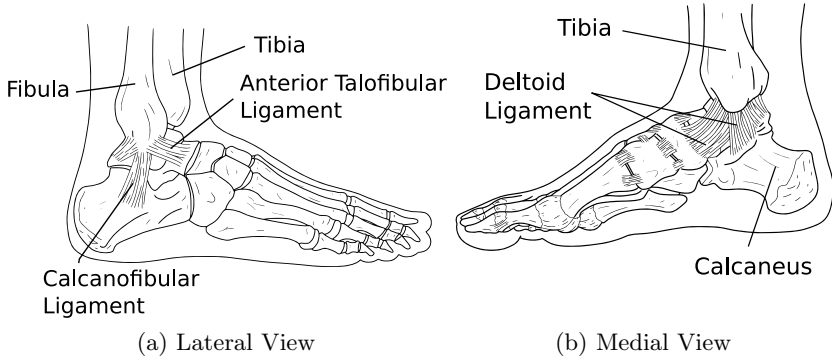 Tibia
Fibula
Anterior Talofibular
Ligament
Calcanofibular
Ligament
(a) Lateral View
Tibia
Deltoid
Ligament
Calcaneus
(b) Medial View